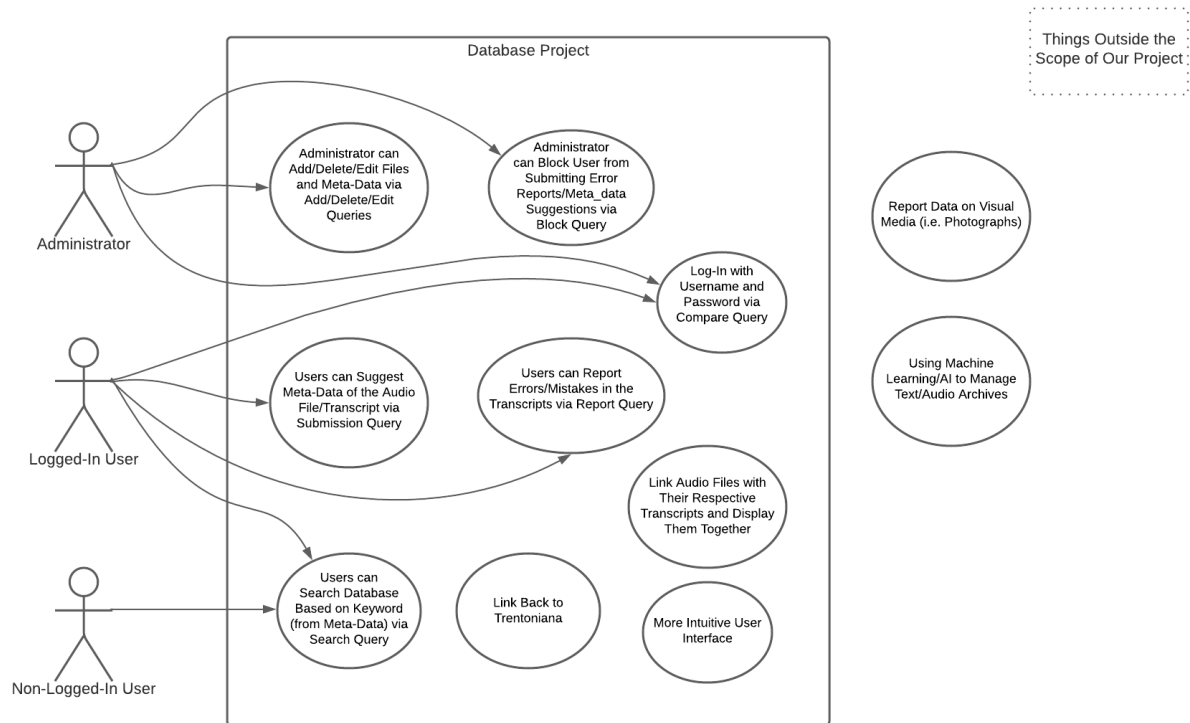 Database Project
Things Outside the
Scope of Our Project
Administrator
Administrator can
Add/Delete/Edit Files
and Meta-Data via
Add/Delete/Edit
Queries
Administrator
can Block User from
Submitting Error
Reports/Meta_data
Suggestions via
Block Query
Report Data on Visual
Media (i.e. Photographs)
Log-In with
Username and
Password via
Compare Query
Logged-In User
Users can Suggest
Meta-Data of the Audio
File/Transcript via
Submission Query
Users can Report
Errors/Mistakes in the
Transcripts via Report Query
Using Machine
Learning/AI to Manage
Text/Audio Archives
Link Audio Files with
Their Respective
Transcripts and Display
Them Together
Non-Logged-In User
Users can
Search Database
Based on Keyword
(from Meta-Data) via
Search Query
Link Back to
Trentoniana
More Intuitive User
Interface